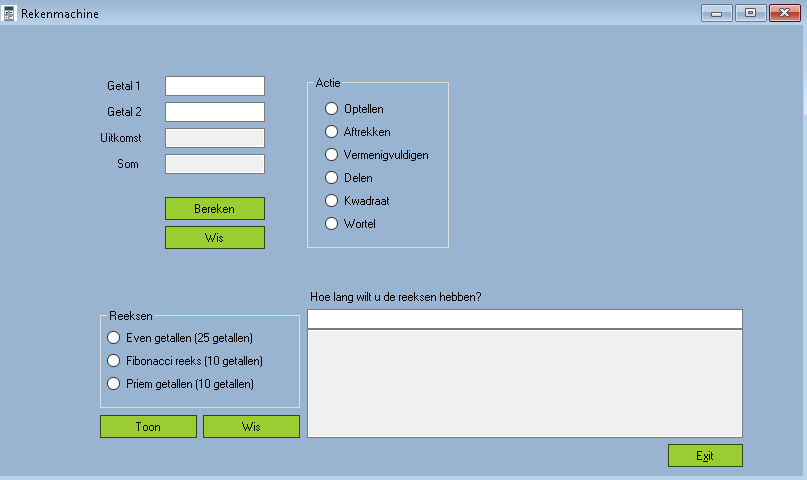 Rekenmachine
Getal 1
Getal 2
Uitkomst
Som
Bereken
Wis
Actie
Optellen
Aftrekken
Vermenigvuldigen
Delen
Kwadraat
Wortel
Hoe lang wilt u de reeksen hebben?
Reeksen
Even getallen (25 getallen)
Fibonacci reeks (10 getallen)
Priem getallen (10 getallen)
Toon
Wis
Exit